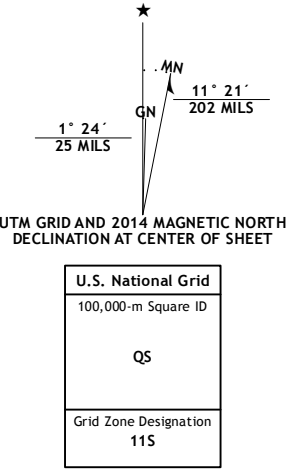 MN
11° 21´
202 MILS
GN
1° 24´
25 MILS
UTM GRID AND 2014 MAGNETIC NORTH
DECLINATION AT CENTER OF SHEET
U.S. National Grid
100,000-m Square ID
QS
Grid Zone Designation
11S